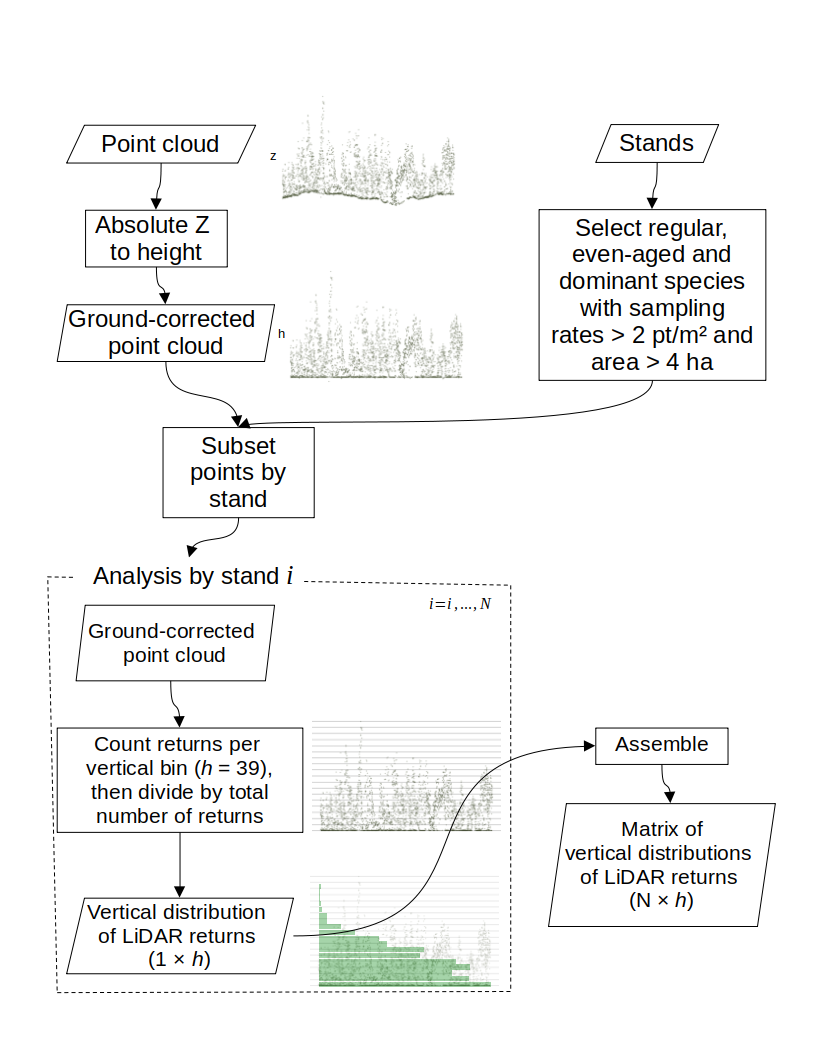 Point cloud
z
Absolute Z
to height
Ground-corrected
point cloud
h
Stands
Select regular,
even-aged and
dominant species
with sampling
rates > 2 pt/m² and
area > 4 ha
Subset
points by
stand
Analysis by stand i
i=i,...,N
Ground-corrected
point cloud
Count returns per
vertical bin (h = 39),
then divide by total
number of returns
Vertical distribution
of LiDAR returns
(1 × h)
Assemble
Matrix of
vertical distributions
of LiDAR returns
(N × h)